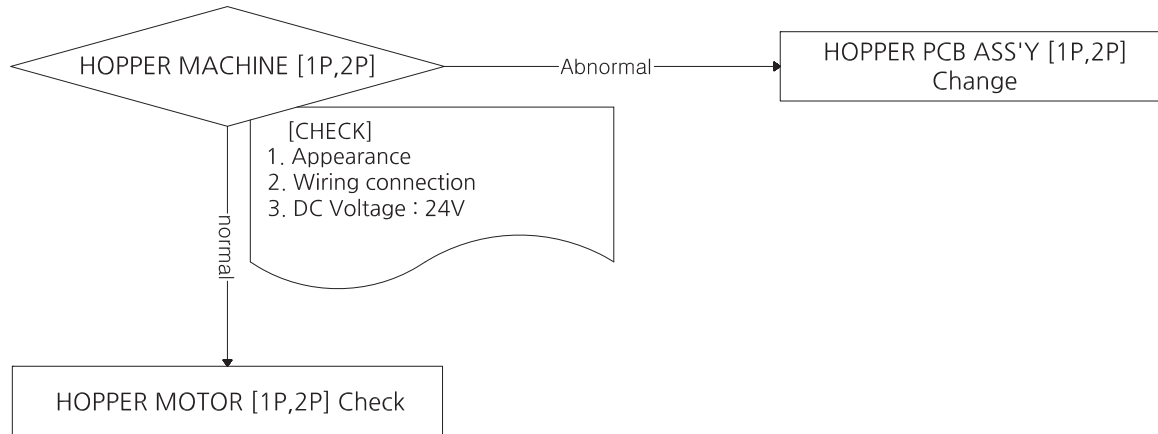 HOPPER MACHINE [1P,2P]
Abnormal
HOPPER PCB ASS'Y [1P,2P]
Change
[CHECK]
1. Appearance
2. Wiring connection
3. DC Voltage : 24V
normal
HOPPER MOTOR [1P,2P] Check